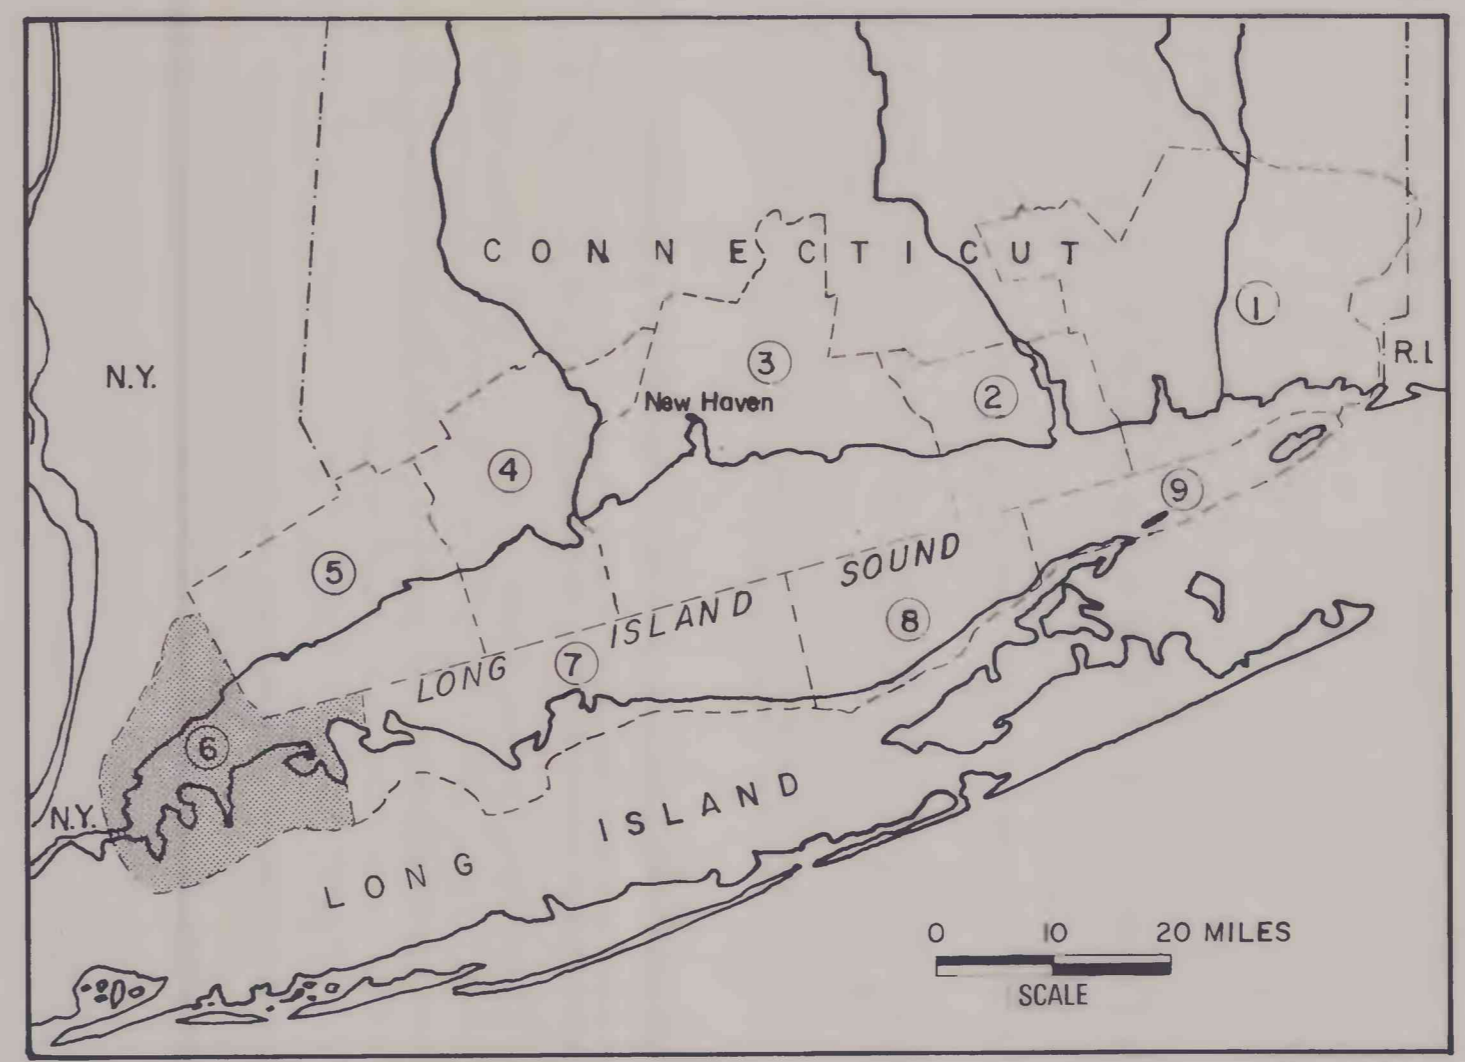 CONNECTICUT
1
N.Y.
R.I.
3
2
New Haven
4
9
5
SOUND
8
ISLAND
7
LONG
6
N.Y.
ISLAND
LONG
0 10 20 MILES
SCALE